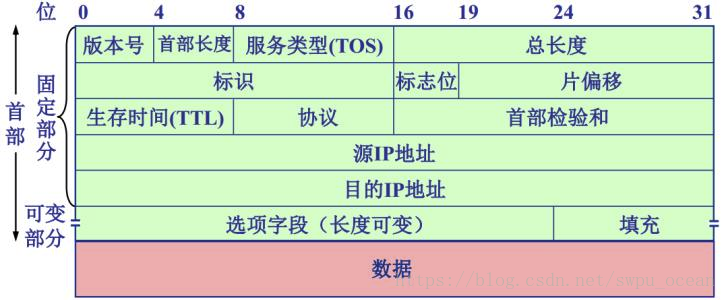 位 0 4 8 16 19 24 31
版本号 首部长度 服务类型(TOS) 总长度
标识 标志位 片偏移
生存时间(TTL) 协议 首部检验和
源IP地址
目的IP地址
选项字段（长度可变） 填充
数据
首部
固定部分
可变部分
https://blog.csdn.net/swpu_ocean